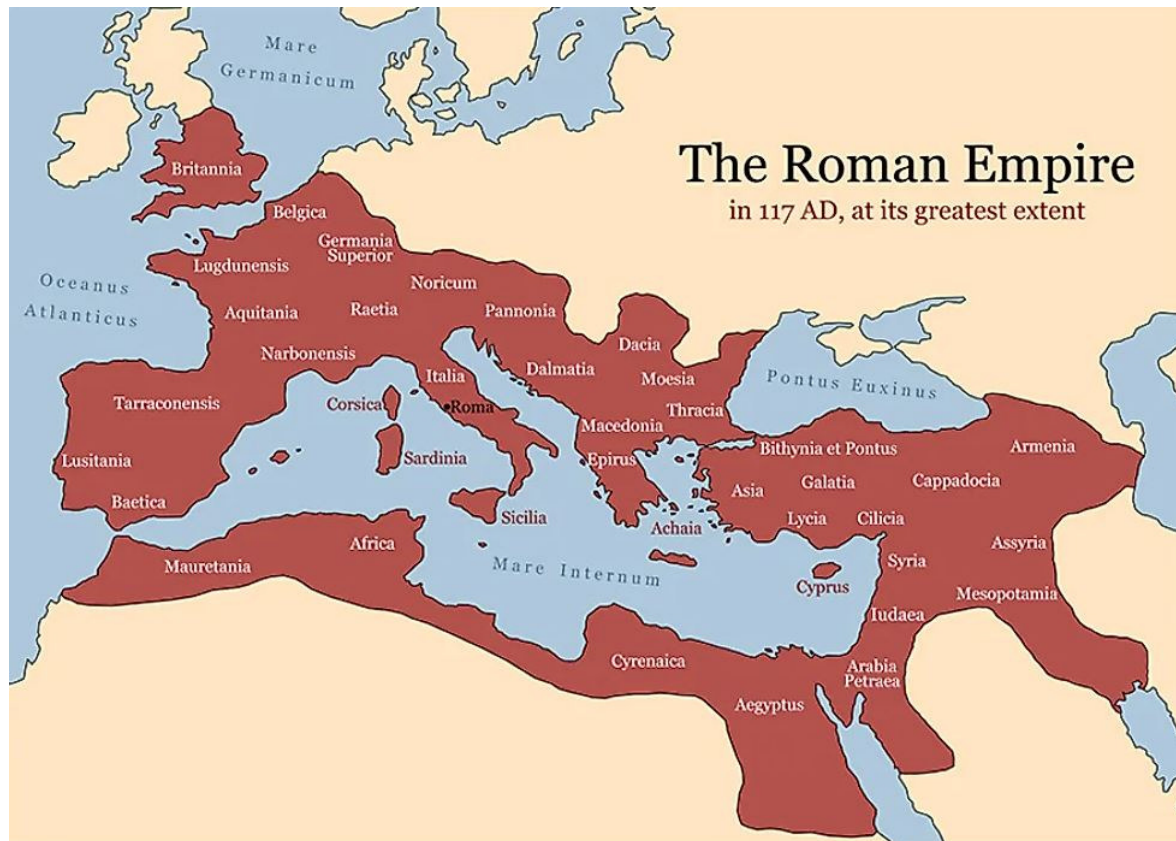 Mare
Germanicum
The Roman Empire
in 117 AD, at its greatest extent
Britannia
Belgica
Germania
Superior
Lugdunensis
Noricum
Oceanus
Atlanticus
Aquitania
Raetia
Pannonia
Dacia
Narbonensis
Italia
Dalmatia
Moesia
Pontus Euxinus
Tarraconensis
Corsica
Roma
Thracia
Macedonia
Lusitania
Sardinia
Epirus
Bithynia et Pontus
Armenia
Baetica
Asia
Galatia
Cappadocia
Sicilia
Achaia
Lycia
Cilicia
Africa
Assyria
Mauretania
Mare Internum
Cyprus
Syria
Mesopotamia
Iudaea
Cyrenaica
Arabia
Petraea
Aegyptus